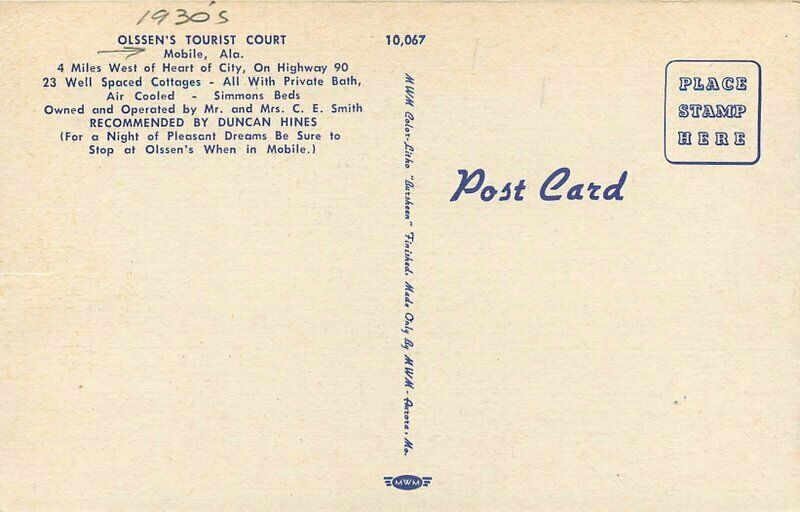 1930's
OLSSEN'S TOURIST COURT
Mobile, Ala.
4 Miles West of Heart of City, On Highway 90
23 Well Spaced Cottages - All With Private Bath,
Air Cooled - Simmons Beds
Owned and Operated by Mr. and Mrs. C. E. Smith
RECOMMENDED BY DUNCAN HINES
(For a Night of Pleasant Dreams Be Sure to
Stop at Olssen's When in Mobile.)
10,067
MWM Color-Litho "Barsheen" Finished. Made Only By MWM - Aurora, Mo.
MWM
Post Card
PLACE
STAMP
HERE